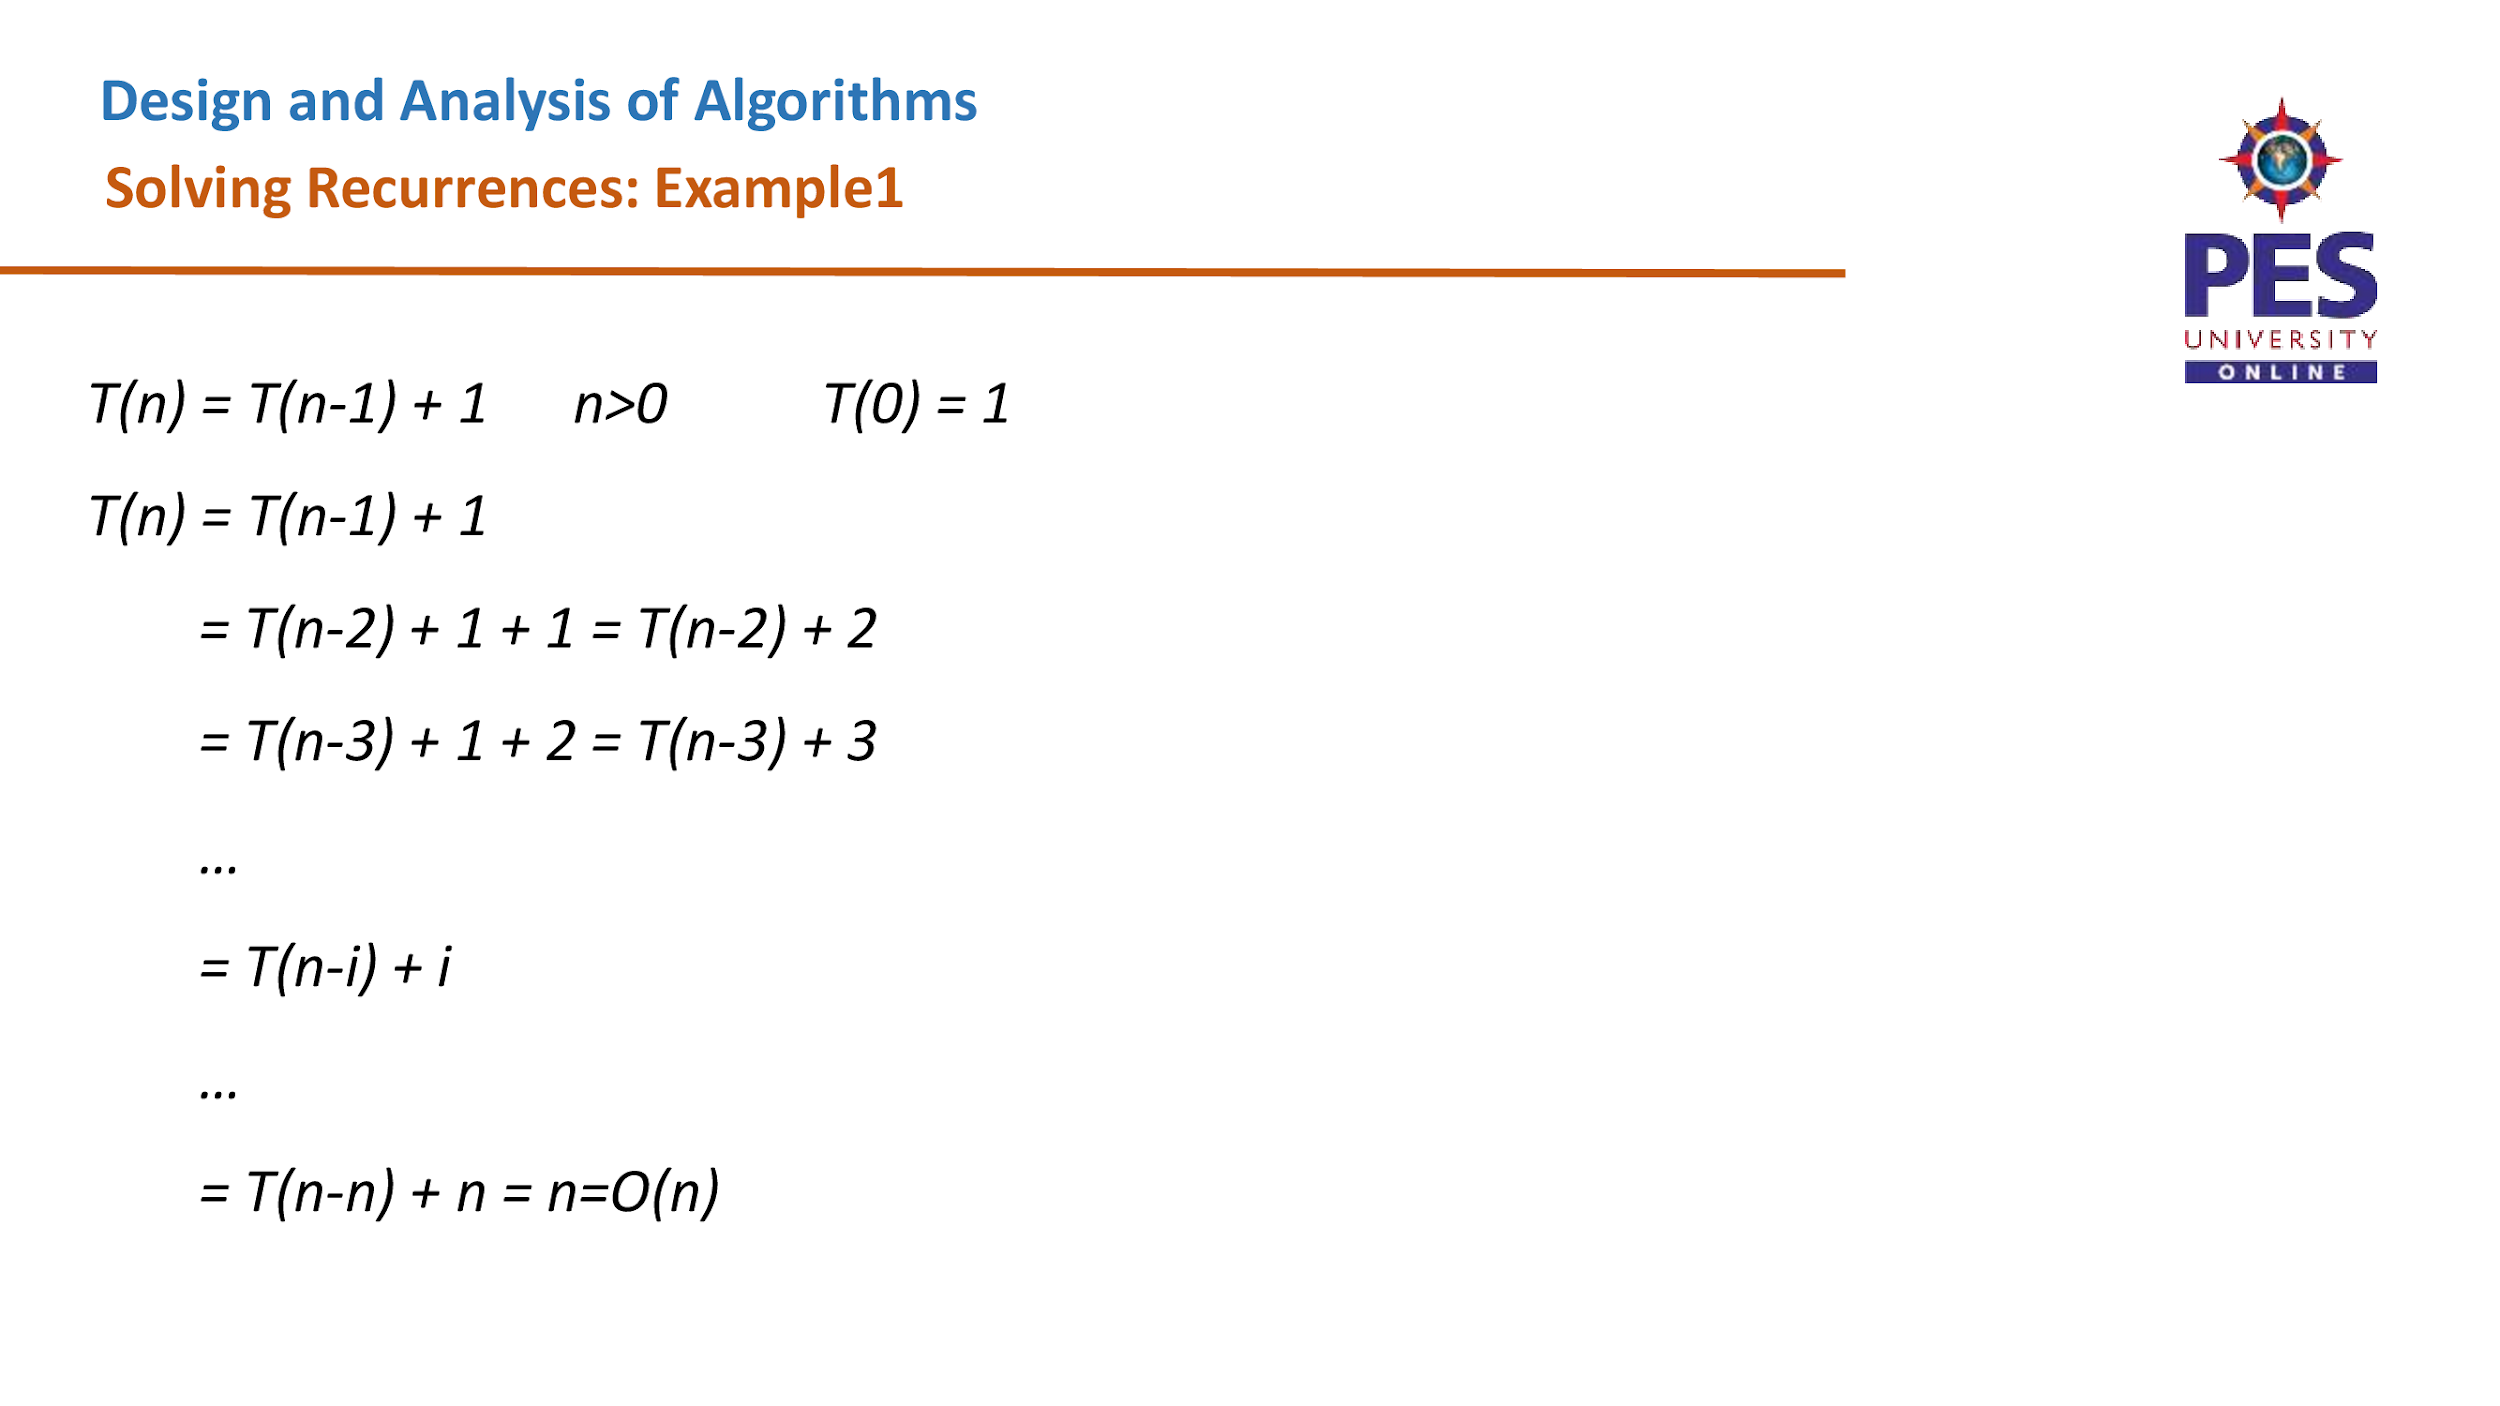 Design and Analysis of Algorithms
Solving Recurrences: Example1
PES
UNIVERSITY
ONLINE
T(n) = T(n-1) + 1 n>0 T(0) = 1
T(n) = T(n-1) + 1
= T(n-2) + 1 + 1 = T(n-2) + 2
= T(n-3) + 1 + 2 = T(n-3) + 3
...
= T(n-i) + i
...
= T(n-n) + n = n=O(n)